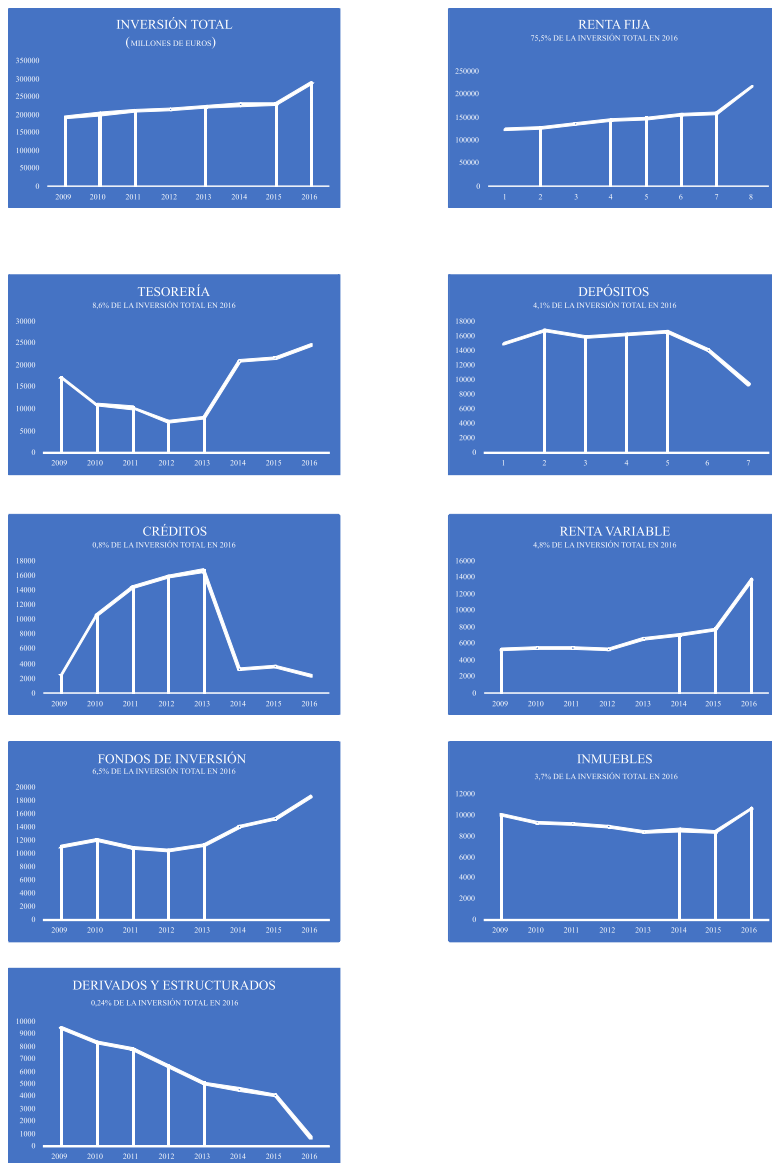 INVERSIÓN TOTAL
(MILLONES DE EUROS)
350000
300000
250000
200000
150000
100000
50000
0
2009 2010 2011 2012 2013 2014 2015 2016
RENTA FIJA
75,5% DE LA INVERSIÓN TOTAL EN 2016
250000
200000
150000
100000
50000
0
1 2 3 4 5 6 7 8
TESORERÍA
8,6% DE LA INVERSIÓN TOTAL EN 2016
30000
25000
20000
15000
10000
5000
0
2009 2010 2011 2012 2013 2014 2015 2016
DEPÓSITOS
4,1% DE LA INVERSIÓN TOTAL EN 2016
18000
16000
14000
12000
10000
8000
6000
4000
2000
0
1 2 3 4 5 6 7
CRÉDITOS
0,8% DE LA INVERSIÓN TOTAL EN 2016
18000
16000
14000
12000
10000
8000
6000
4000
2000
0
2009 2010 2011 2012 2013 2014 2015 2016
RENTA VARIABLE
4,8% DE LA INVERSIÓN TOTAL EN 2016
16000
14000
12000
10000
8000
6000
4000
2000
0
2009 2010 2011 2012 2013 2014 2015 2016
FONDOS DE INVERSIÓN
6,5% DE LA INVERSIÓN TOTAL EN 2016
20000
18000
16000
14000
12000
10000
8000
6000
4000
2000
0
2009 2010 2011 2012 2013 2014 2015 2016
INMUEBLES
3,7% DE LA INVERSIÓN TOTAL EN 2016
12000
10000
8000
6000
4000
2000
0
2009 2010 2011 2012 2013 2014 2015 2016
DERIVADOS Y ESTRUCTURADOS
0,24% DE LA INVERSIÓN TOTAL EN 2016
10000
9000
8000
7000
6000
5000
4000
3000
2000
1000
0
2009 2010 2011 2012 2013 2014 2015 2016